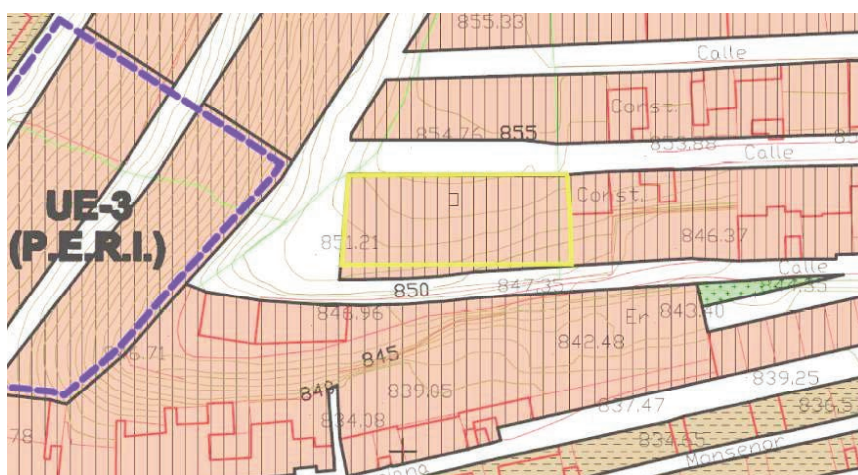 855.33
Calle
Const.
854.76
855
853.88
Calle
UE-3
(P.E.R.I.)
Const.
851.21
846.37
Calle
850
847.35
846.96
Er
843.40
842.48
845
839.05
839.25
837.47
834.08
834.65
Monseñor